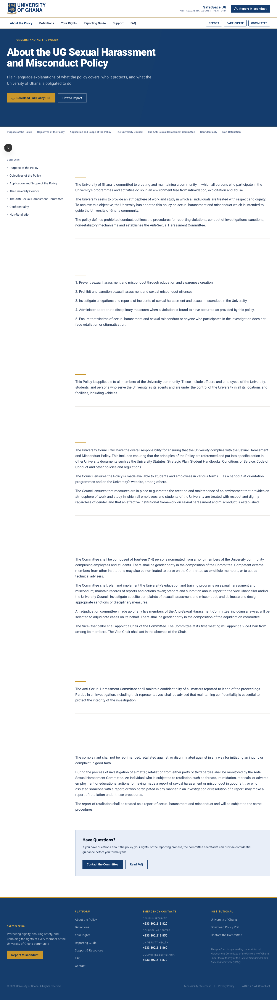 UNIVERSITY
OF GHANA
SafeSpace UG
ANTI-SEXUAL HARASSMENT PLATFORM
Report Misconduct
About the Policy
Definitions
Your Rights
Reporting Guide
Support
FAQ
REPORT
PARTICIPATE
COMMITTEE
UNDERSTANDING THE POLICY
About the UG Sexual Harassment
and Misconduct Policy
Plain-language explanations of what the policy covers, who it protects, and what the
University of Ghana is obligated to do.
Download Full Policy PDF
How to Report
Purpose of the Policy
Objectives of the Policy
Application and Scope of the Policy
The University Council
The Anti-Sexual Harassment Committee
Confidentiality
Non-Retaliation
N
CONTENTS
Purpose of the Policy
Objectives of the Policy
Application and Scope of the Policy
The University Council
The Anti-Sexual Harassment Committee
Confidentiality
Non-Retaliation
The University of Ghana is committed to creating and maintaining a community in which all persons who participate in the
University's programmes and activities do so in an environment free from intimidation, exploitation and abuse.
The University seeks to provide an atmosphere of work and study in which all individuals are treated with respect and dignity.
To achieve this objective, the University has adopted this policy on sexual harassment and misconduct which is intended to
guide the University of Ghana community.
The policy defines prohibited conduct, outlines the procedures for reporting violations, conduct of investigations, sanctions,
non-retaliatory mechanisms and establishes the Anti-Sexual Harassment Committee.
1. Prevent sexual harassment and misconduct through education and awareness creation.
2. Prohibit and sanction sexual harassment and sexual misconduct offenses.
3. Investigate allegations and reports of incidents of sexual harassment and sexual misconduct in the University.
4. Administer appropriate disciplinary measures when a violation is found to have occurred as provided by this policy.
5. Ensure that victims of sexual harassment and sexual misconduct or anyone who participates in the investigation does not
face retaliation or stigmatisation.
This Policy is applicable to all members of the University community. These include officers and employees of the University,
students, and persons who serve the University as its agents and are under the control of the University in all its locations and
facilities, including vehicles.
The University Council will have the overall responsibility for ensuring that the University complies with the Sexual Harassment
and Misconduct Policy. This includes ensuring that the principles of the Policy are referenced and put into specific action in
other University documents such as the University Statutes, Strategic Plan, Student Handbooks, Conditions of Service, Code of
Conduct and other policies and regulations.
The Council ensures the Policy is made available to students and employees in various forms — as a handout at orientation
programmes and on the University's website, among others.
The Council ensures that measures are in place to guarantee the creation and maintenance of an environment that provides an
atmosphere of work and study in which all employees and students of the University are treated with respect and dignity
regardless of gender, and that an effective institutional framework on sexual harassment and misconduct is established.
The Committee shall be composed of fourteen (14) persons nominated from among members of the University community,
comprising employees and students. There shall be gender parity in the composition of the Committee. Competent external
members from other institutions may also be nominated to serve on the Committee as ex-officio members, or to act as
technical advisers.
The Committee shall: plan and implement the University's education and training programs on sexual harassment and
misconduct; maintain records of reports and actions taken; prepare and submit an annual report to the Vice-Chancellor and/or
the University Council; investigate specific complaints of sexual harassment and misconduct; and delineate and design
appropriate sanctions or disciplinary measures.
An adjudication committee, made up of any five members of the Anti-Sexual Harassment Committee, including a lawyer, will be
selected to adjudicate cases on its behalf. There shall be gender parity in the composition of the adjudication committee.
The Vice-Chancellor shall appoint a Chair of the Committee. The Committee at its first meeting will appoint a Vice-Chair from
among its members. The Vice-Chair shall act in the absence of the Chair.
The Anti-Sexual Harassment Committee shall maintain confidentiality of all matters reported to it and of the proceedings.
Parties in an investigation, including their representatives, shall be advised that maintaining confidentiality is essential to
protect the integrity of the investigation.
The complainant shall not be reprimanded, retaliated against, or discriminated against in any way for initiating an inquiry or
complaint in good faith.
During the process of investigation of a matter, retaliation from either party or third parties shall be monitored by the Anti-
Sexual Harassment Committee. An individual who is subjected to retaliation such as threats, intimidation, reprisals, or adverse
employment or educational actions for having made a report of sexual harassment or misconduct in good faith, or who
assisted someone with a report, or who participated in any manner in an investigation or resolution of a report, may make a
report of retaliation under these procedures.
The report of retaliation shall be treated as a report of sexual harassment and misconduct and will be subject to the same
procedures.
Have Questions?
If you have questions about the policy, your rights, or the reporting process, the committee secretariat can provide confidential
guidance before you formally file.
Contact the Committee
Read FAQ
SAFESPACE UG
Protecting dignity, ensuring safety, and
upholding the rights of every member of the
University of Ghana community.
Report Misconduct
PLATFORM
About the Policy
Definitions
Your Rights
Reporting Guide
Support & Resources
FAQ
Contact
EMERGENCY CONTACTS
CAMPUS SECURITY
+233 302 213 820
COUNSELING CENTRE
+233 302 213 850
UNIVERSITY HEALTH
+233 302 213 860
COMMITTEE SECRETARIAT
+233 302 213 870
INSTITUTIONAL
University of Ghana
Download Policy PDF
Contact the Committee
This platform is operated by the Anti-Sexual
Harassment Committee of the University of Ghana
under the authority of the Sexual Harassment and
Misconduct Policy (2017).
© 2026 University of Ghana. All rights reserved.
Accessibility Statement | Privacy Policy | WCAG 2.1 AA Compliant